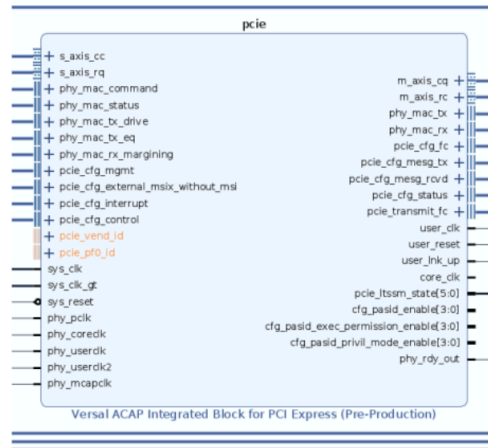 pcie
s_axis_cc
s_axis_rq
phy_mac_command
phy_mac_status
phy_mac_tx_drive
phy_mac_tx_eq
phy_mac_rx_margining
pcie_cfg_mgmt
pcie_cfg_external_msix_without_msi
pcie_cfg_interrupt
pcie_cfg_control
pcie_vend_id
pcie_pf0_id
sys_clk
sys_clk_gt
sys_reset
phy_pclk
phy_coreclk
phy_userclk
phy_userclk2
phy_mcapclk
m_axis_cq
m_axis_rc
phy_mac_tx
phy_mac_rx
pcie_cfg_fc
pcie_cfg_mesg_tx
pcie_cfg_mesg_rcvd
pcie_cfg_status
pcie_transmit_fc
user_clk
user_reset
user_lnk_up
core_clk
pcie_ltssm_state[5:0]
cfg_pasid_enable[3:0]
cfg_pasid_exec_permission_enable[3:0]
cfg_pasid_privil_mode_enable[3:0]
phy_rdy_out
Versal ACAP Integrated Block for PCI Express (Pre-Production)